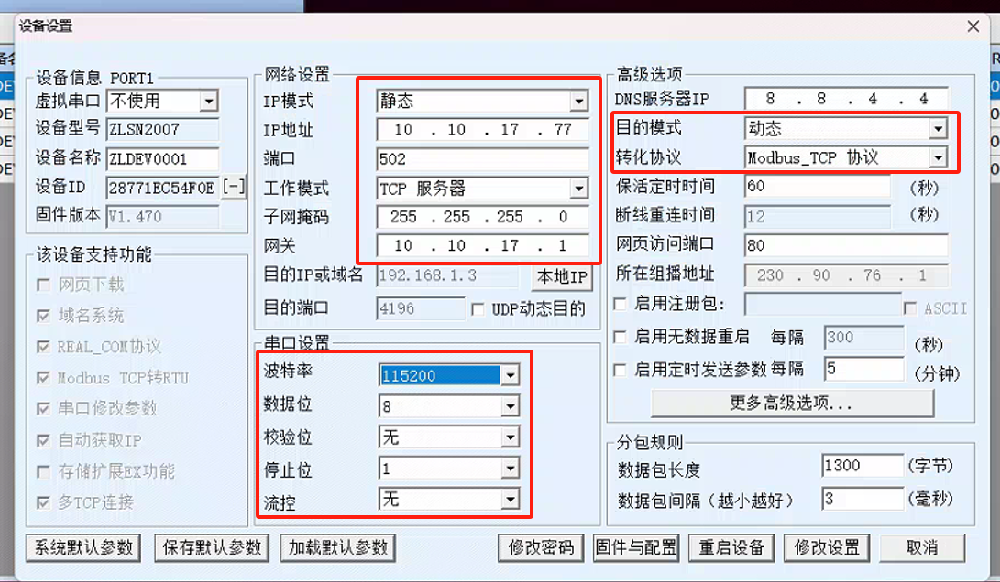 设备设置
设备信息 PORT1
虚拟串口 不使用
设备型号 ZLSN2007
设备名称 ZLDEV0001
设备ID 28771EC54F0E [-]
固件版本 V1.470
该设备支持功能
网页下载
域名系统
REAL_COM协议
Modbus TCP转RTU
串口修改参数
自动获取IP
存储扩展EX功能
多TCP连接
网络设置
IP模式 静态
IP地址 10 . 10 . 17 . 77
端口 502
工作模式 TCP 服务器
子网掩码 255 . 255 . 255 . 0
网关 10 . 10 . 17 . 1
目的IP或域名 192.168.1.3 本地IP
目的端口 4196 UDP动态目的
串口设置
波特率 115200
数据位 8
校验位 无
停止位 1
流控 无
高级选项
DNS服务器IP 8 . 8 . 4 . 4
目的模式 动态
转化协议 Modbus_TCP 协议
保活定时时间 60 (秒)
断线重连时间 12 (秒)
网页访问端口 80
所在组播地址 230 . 90 . 76 . 1
启用注册包: ASCII
启用无数据重启 每隔 300 (秒)
启用定时发送参数 每隔 5 (分钟)
更多高级选项...
分包规则
数据包长度 1300 (字节)
数据包间隔（越小越好） 3 (毫秒)
系统默认参数 保存默认参数 加载默认参数 修改密码 固件与配置 重启设备 修改设置 取消